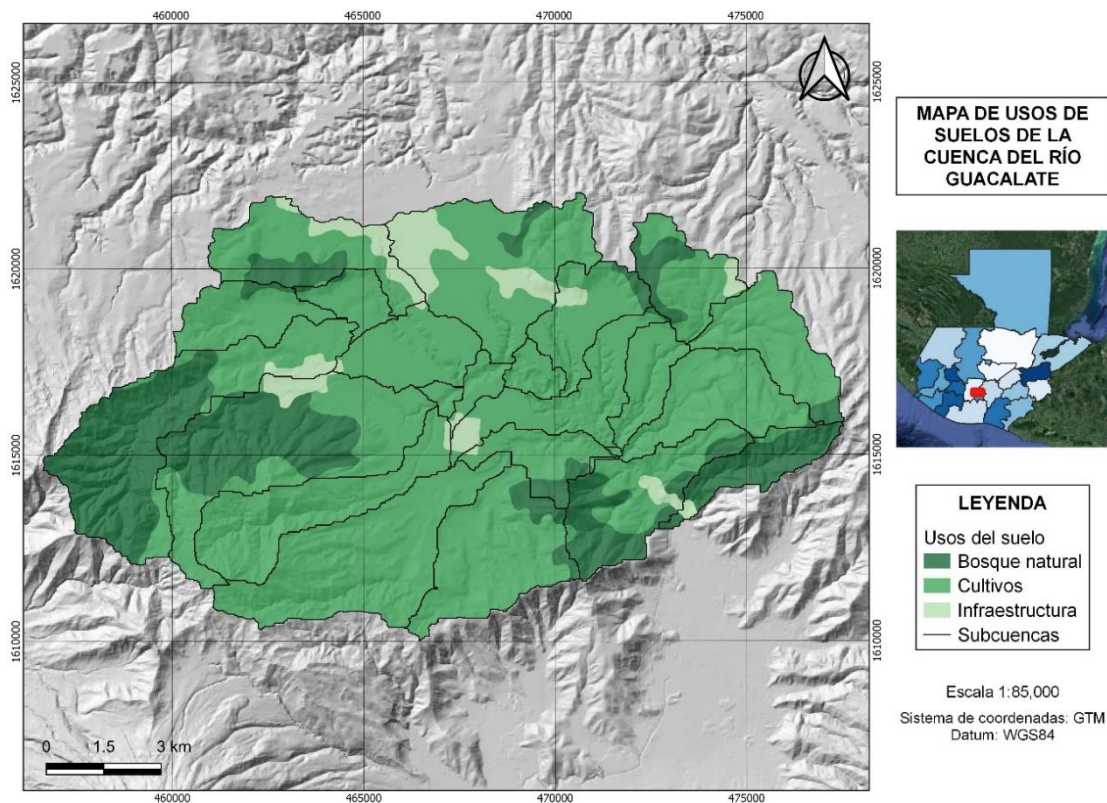 460000
465000
470000
475000
1625000
1625000
1620000
1620000
1615000
1615000
1610000
1610000
0 1.5 3 km
460000
465000
470000
475000
MAPA DE USOS DE
SUELOS DE LA
CUENCA DEL RÍO
GUACALATE
LEYENDA
Usos del suelo
Bosque natural
Cultivos
Infraestructura
Subcuencas
Escala 1:85,000
Sistema de coordenadas: GTM
Datum: WGS84